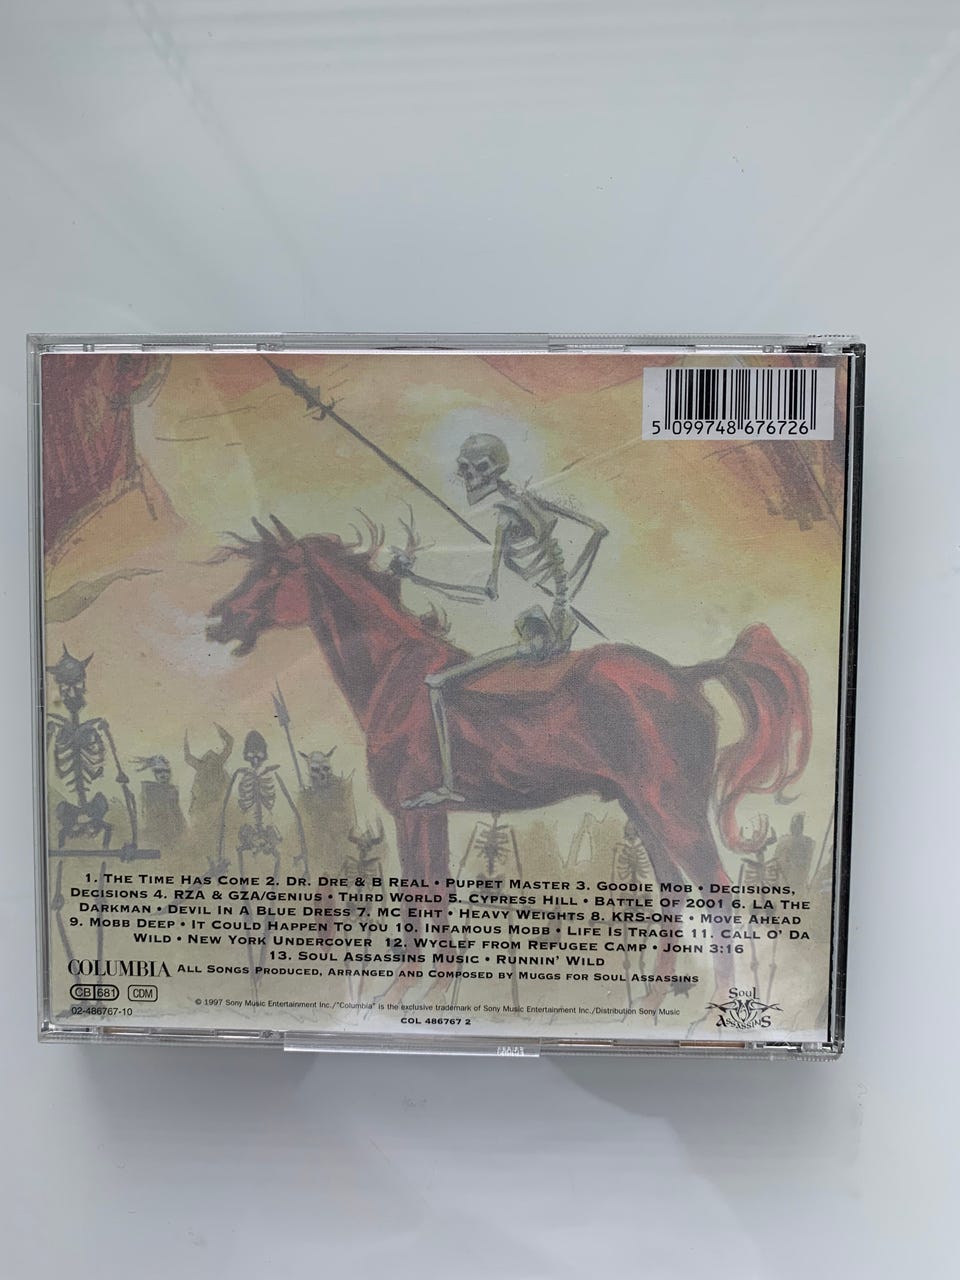 5 099748 676726
1. The Time Has Come 2. Dr. Dre & B Real • Puppet Master 3. Goodie Mob • Decisions,
Decisions 4. RZA & GZA/Genius • Third World 5. Cypress Hill • Battle Of 2001 6. LA The
Darkman • Devil In A Blue Dress 7. MC Eiht • Heavy Weights 8. KRS-One • Move Ahead
9. Mobb Deep • It Could Happen To You 10. Infamous Mobb • Life Is Tragic 11. Call O' Da
Wild • New York Undercover 12. Wyclef from Refugee Camp • John 3:16
13. Soul Assassins Music • Runnin' Wild
COLUMBIA All Songs Produced, Arranged and Composed by Muggs for Soul Assassins
CB 681 CDM
02-486767-10
© 1997 Sony Music Entertainment Inc./"Columbia" is the exclusive trademark of Sony Music Entertainment Inc./Distribution Sony Music
COL 486767 2
Soul
Assassins